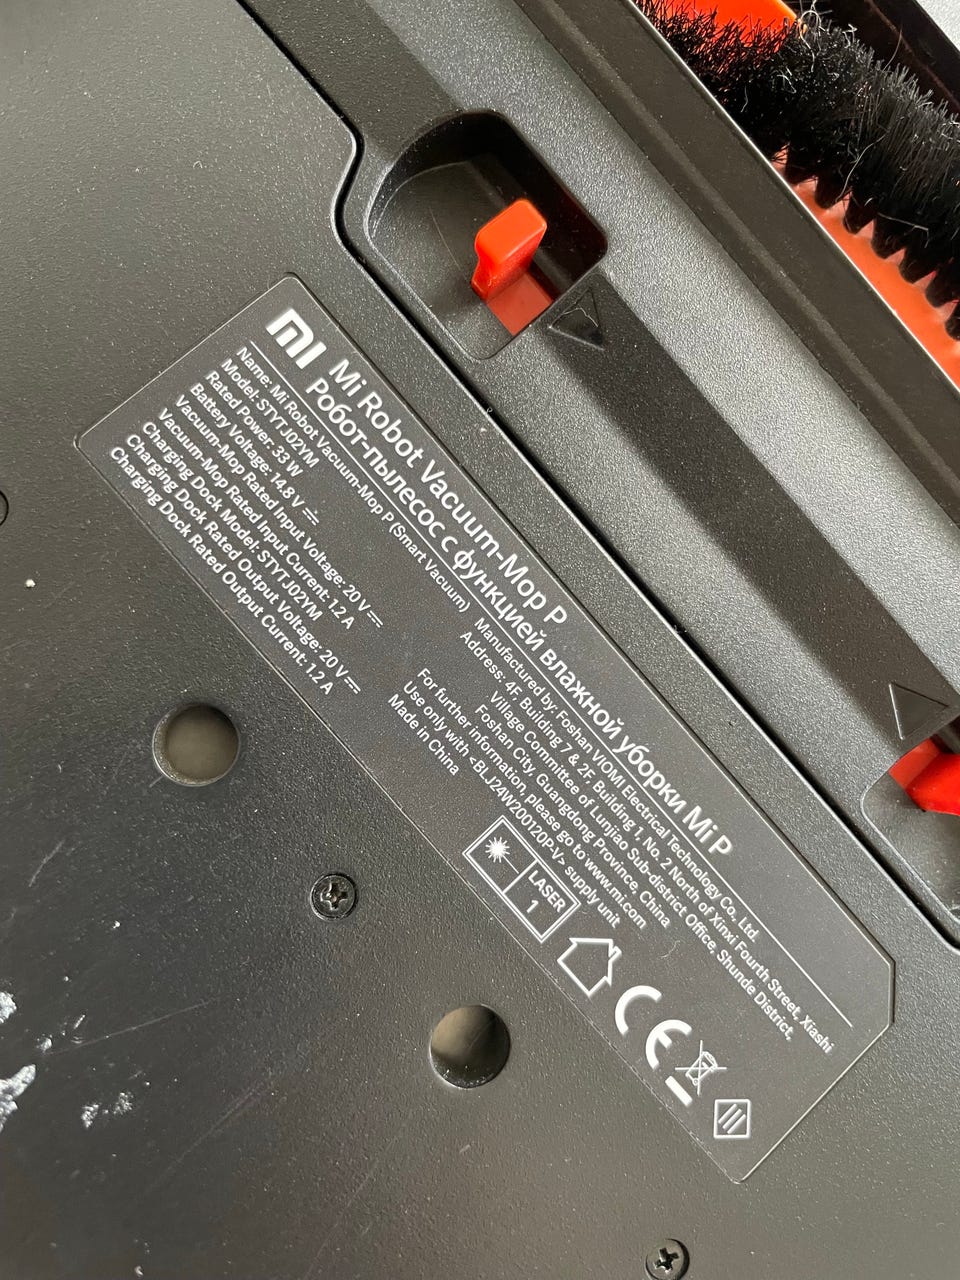 mi
Mi Robot Vacuum-Mop P
Робот-пылесос с функцией влажной уборки Mi P
Name: Mi Robot Vacuum-Mop P (Smart Vacuum)
Model: STYTJ02YM
Rated Power: 33 W
Battery Voltage: 14.8 V
Vacuum-Mop Rated Input Voltage: 20 V
Vacuum-Mop Rated Input Current: 1.2 A
Charging Dock Model: STYTJ02YM
Charging Dock Rated Output Voltage: 20 V
Charging Dock Rated Output Current: 1.2 A
Manufactured by: Foshan VIOMI Electrical Technology Co., Ltd.
Address: 4F, Building 7 & 2F, Building 1, No. 2 North of Xinxi Fourth Street, Xiashi
Village Committee of Lunjiao Sub-district Office, Shunde District,
Foshan City, Guangdong Province, China
For further information, please go to www.mi.com
Use only with <BLJ24W200120P-V> supply unit
Made in China
LASER
1
CE